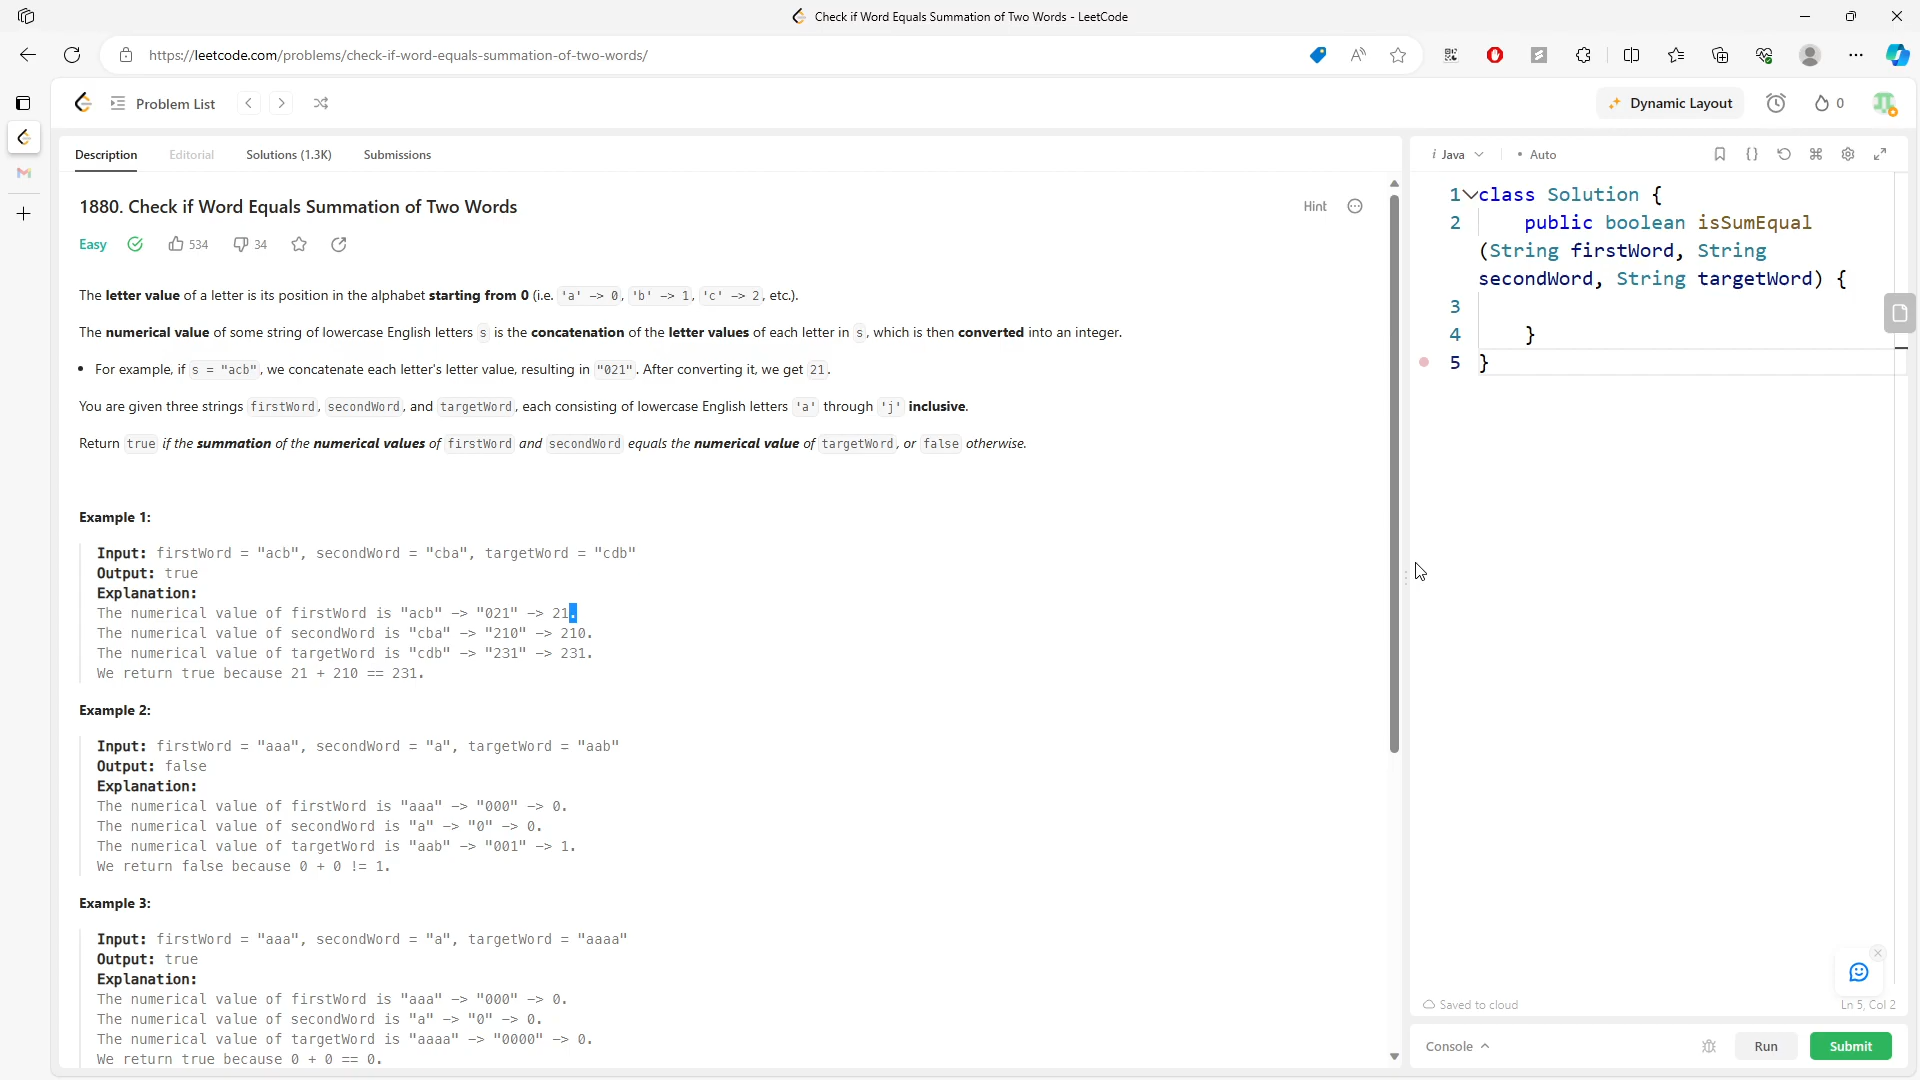 Check if Word Equals Summation of Two Words - LeetCode
https://leetcode.com/problems/check-if-word-equals-summation-of-two-words/
Problem List
Dynamic Layout
0
Description
Editorial
Solutions (1.3K)
Submissions
1880. Check if Word Equals Summation of Two Words
Hint
Easy
534
34
The letter value of a letter is its position in the alphabet starting from 0 (i.e. 'a' -> 0, 'b' -> 1, 'c' -> 2, etc.).
The numerical value of some string of lowercase English letters s is the concatenation of the letter values of each letter in s, which is then converted into an integer.
• For example, if s = "acb", we concatenate each letter's letter value, resulting in "021". After converting it, we get 21.
You are given three strings firstWord, secondWord, and targetWord, each consisting of lowercase English letters 'a' through 'j' inclusive.
Return true if the summation of the numerical values of firstWord and secondWord equals the numerical value of targetWord, or false otherwise.
Example 1:
Input: firstWord = "acb", secondWord = "cba", targetWord = "cdb"
Output: true
Explanation:
The numerical value of firstWord is "acb" -> "021" -> 21.
The numerical value of secondWord is "cba" -> "210" -> 210.
The numerical value of targetWord is "cdb" -> "231" -> 231.
We return true because 21 + 210 == 231.
Example 2:
Input: firstWord = "aaa", secondWord = "a", targetWord = "aab"
Output: false
Explanation:
The numerical value of firstWord is "aaa" -> "000" -> 0.
The numerical value of secondWord is "a" -> "0" -> 0.
The numerical value of targetWord is "aab" -> "001" -> 1.
We return false because 0 + 0 != 1.
Example 3:
Input: firstWord = "aaa", secondWord = "a", targetWord = "aaaa"
Output: true
Explanation:
The numerical value of firstWord is "aaa" -> "000" -> 0.
The numerical value of secondWord is "a" -> "0" -> 0.
The numerical value of targetWord is "aaaa" -> "0000" -> 0.
We return true because 0 + 0 == 0.
i Java
• Auto
1 class Solution {
2 public boolean isSumEqual
(String firstWord, String
secondWord, String targetWord) {
3
4 }
5 }
Saved to cloud
Ln 5, Col 2
Console
Run
Submit